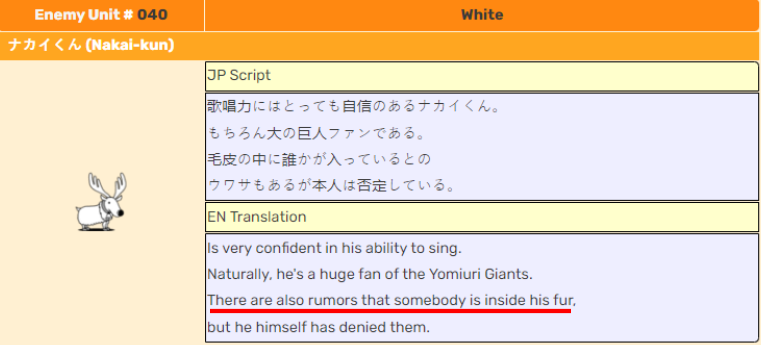 Enemy Unit # 040
White
ナカイくん (Nakai-kun)
JP Script
歌唱力にはとっても自信のあるナカイくん。
もちろん大の巨人ファンである。
毛皮の中に誰かが入っているとの
ウワサもあるが本人は否定している。
EN Translation
Is very confident in his ability to sing.
Naturally, he's a huge fan of the Yomiuri Giants.
There are also rumors that somebody is inside his fur,
but he himself has denied them.